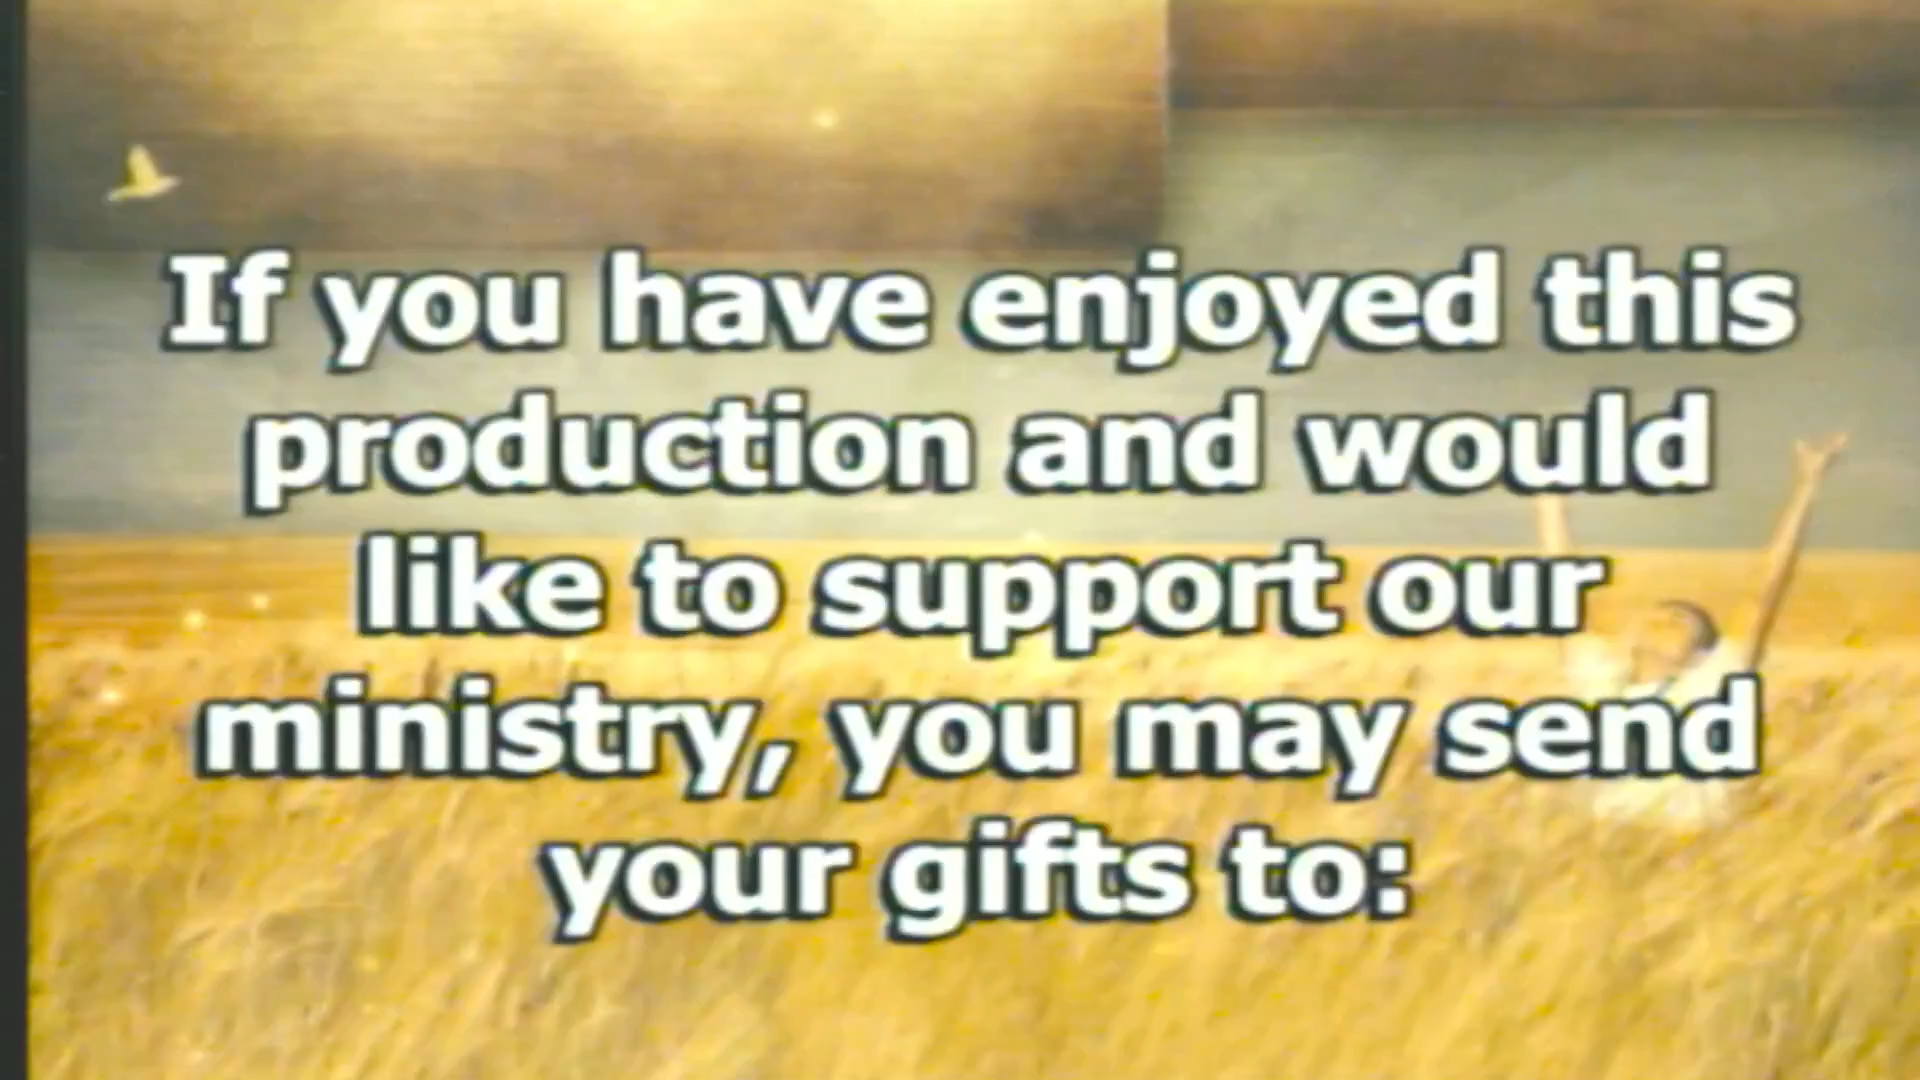 If you have enjoyed this
production and would
like to support our
ministry, you may send
your gifts to: